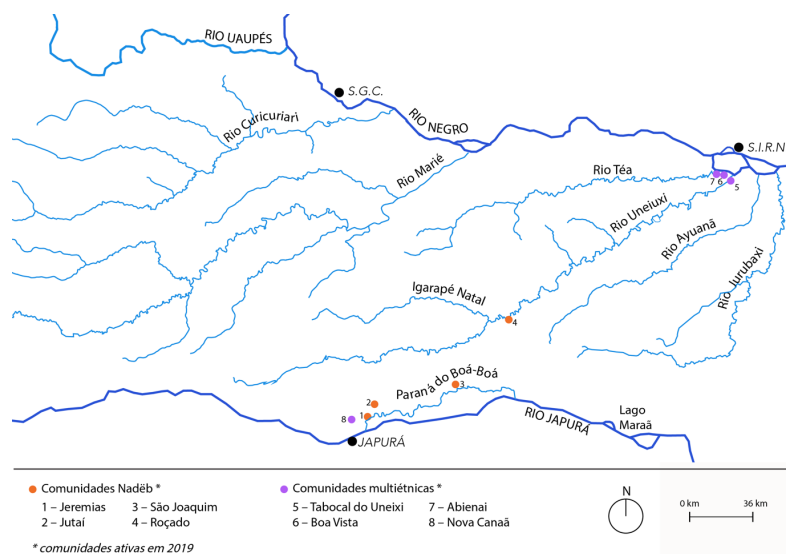 RIO UAUPÉS
S.G.C.
Rio Curicuriari
RIO NEGRO
S.I.R.N
Rio Marié
Rio Téa
7 6 5
Rio Uneiuxi
Rio Ayuanã
Rio Jurubaxi
Igarapé Natal
4
Paraná do Boá-Boá
3
2
1
8
RIO JAPURÁ
Lago
Maraã
JAPURÁ
Comunidades Nadëb *
1 – Jeremias
2 – Jutaí
3 – São Joaquim
4 – Roçado
Comunidades multiétnicas *
5 – Tabocal do Uneixi
6 – Boa Vista
7 – Abienai
8 – Nova Canaã
N
0 km
36 km
* comunidades ativas em 2019